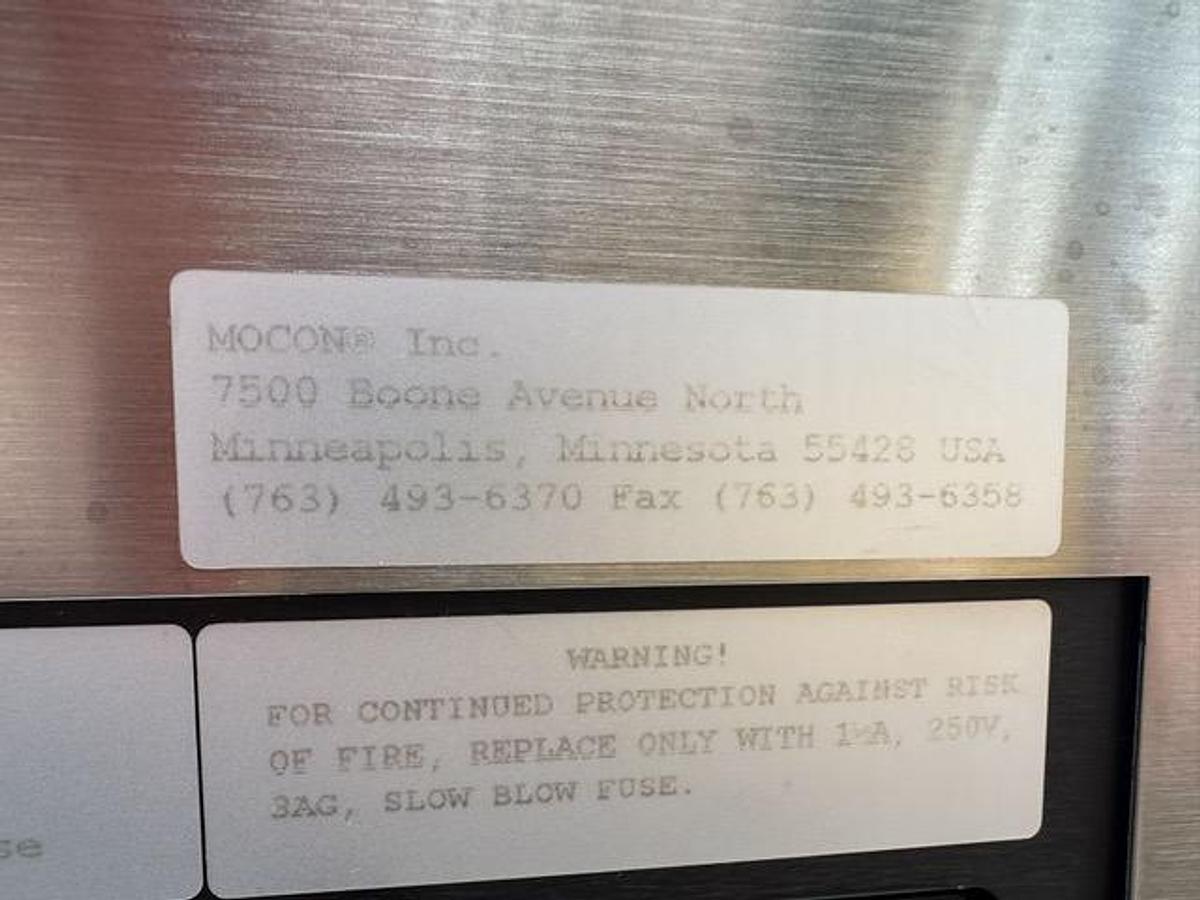 MOCON® Inc.
7500 Boone Avenue North
Minneapolis, Minnesota 55428 USA
(763) 493-6370 Fax (763) 493-6358
WARNING!
FOR CONTINUED PROTECTION AGAINST RISK
OF FIRE, REPLACE ONLY WITH 1½A, 250V,
3AG, SLOW BLOW FUSE.
se